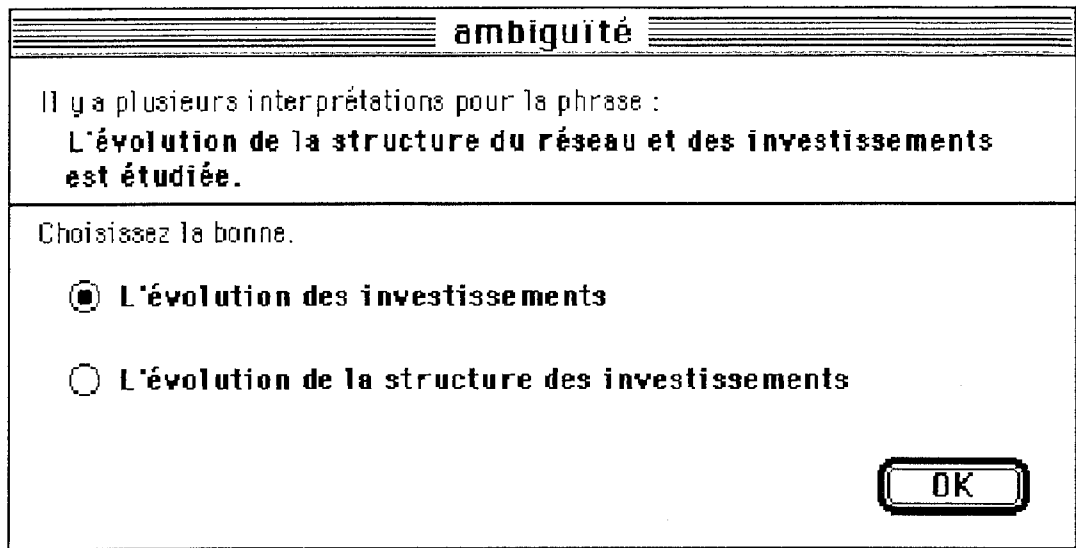 ambiguïté
Il y a plusieurs interprétations pour la phrase :
L'évolution de la structure du réseau et des investissements
est étudiée.
Choisissez la bonne.
L'évolution des investissements
L'évolution de la structure des investissements
OK